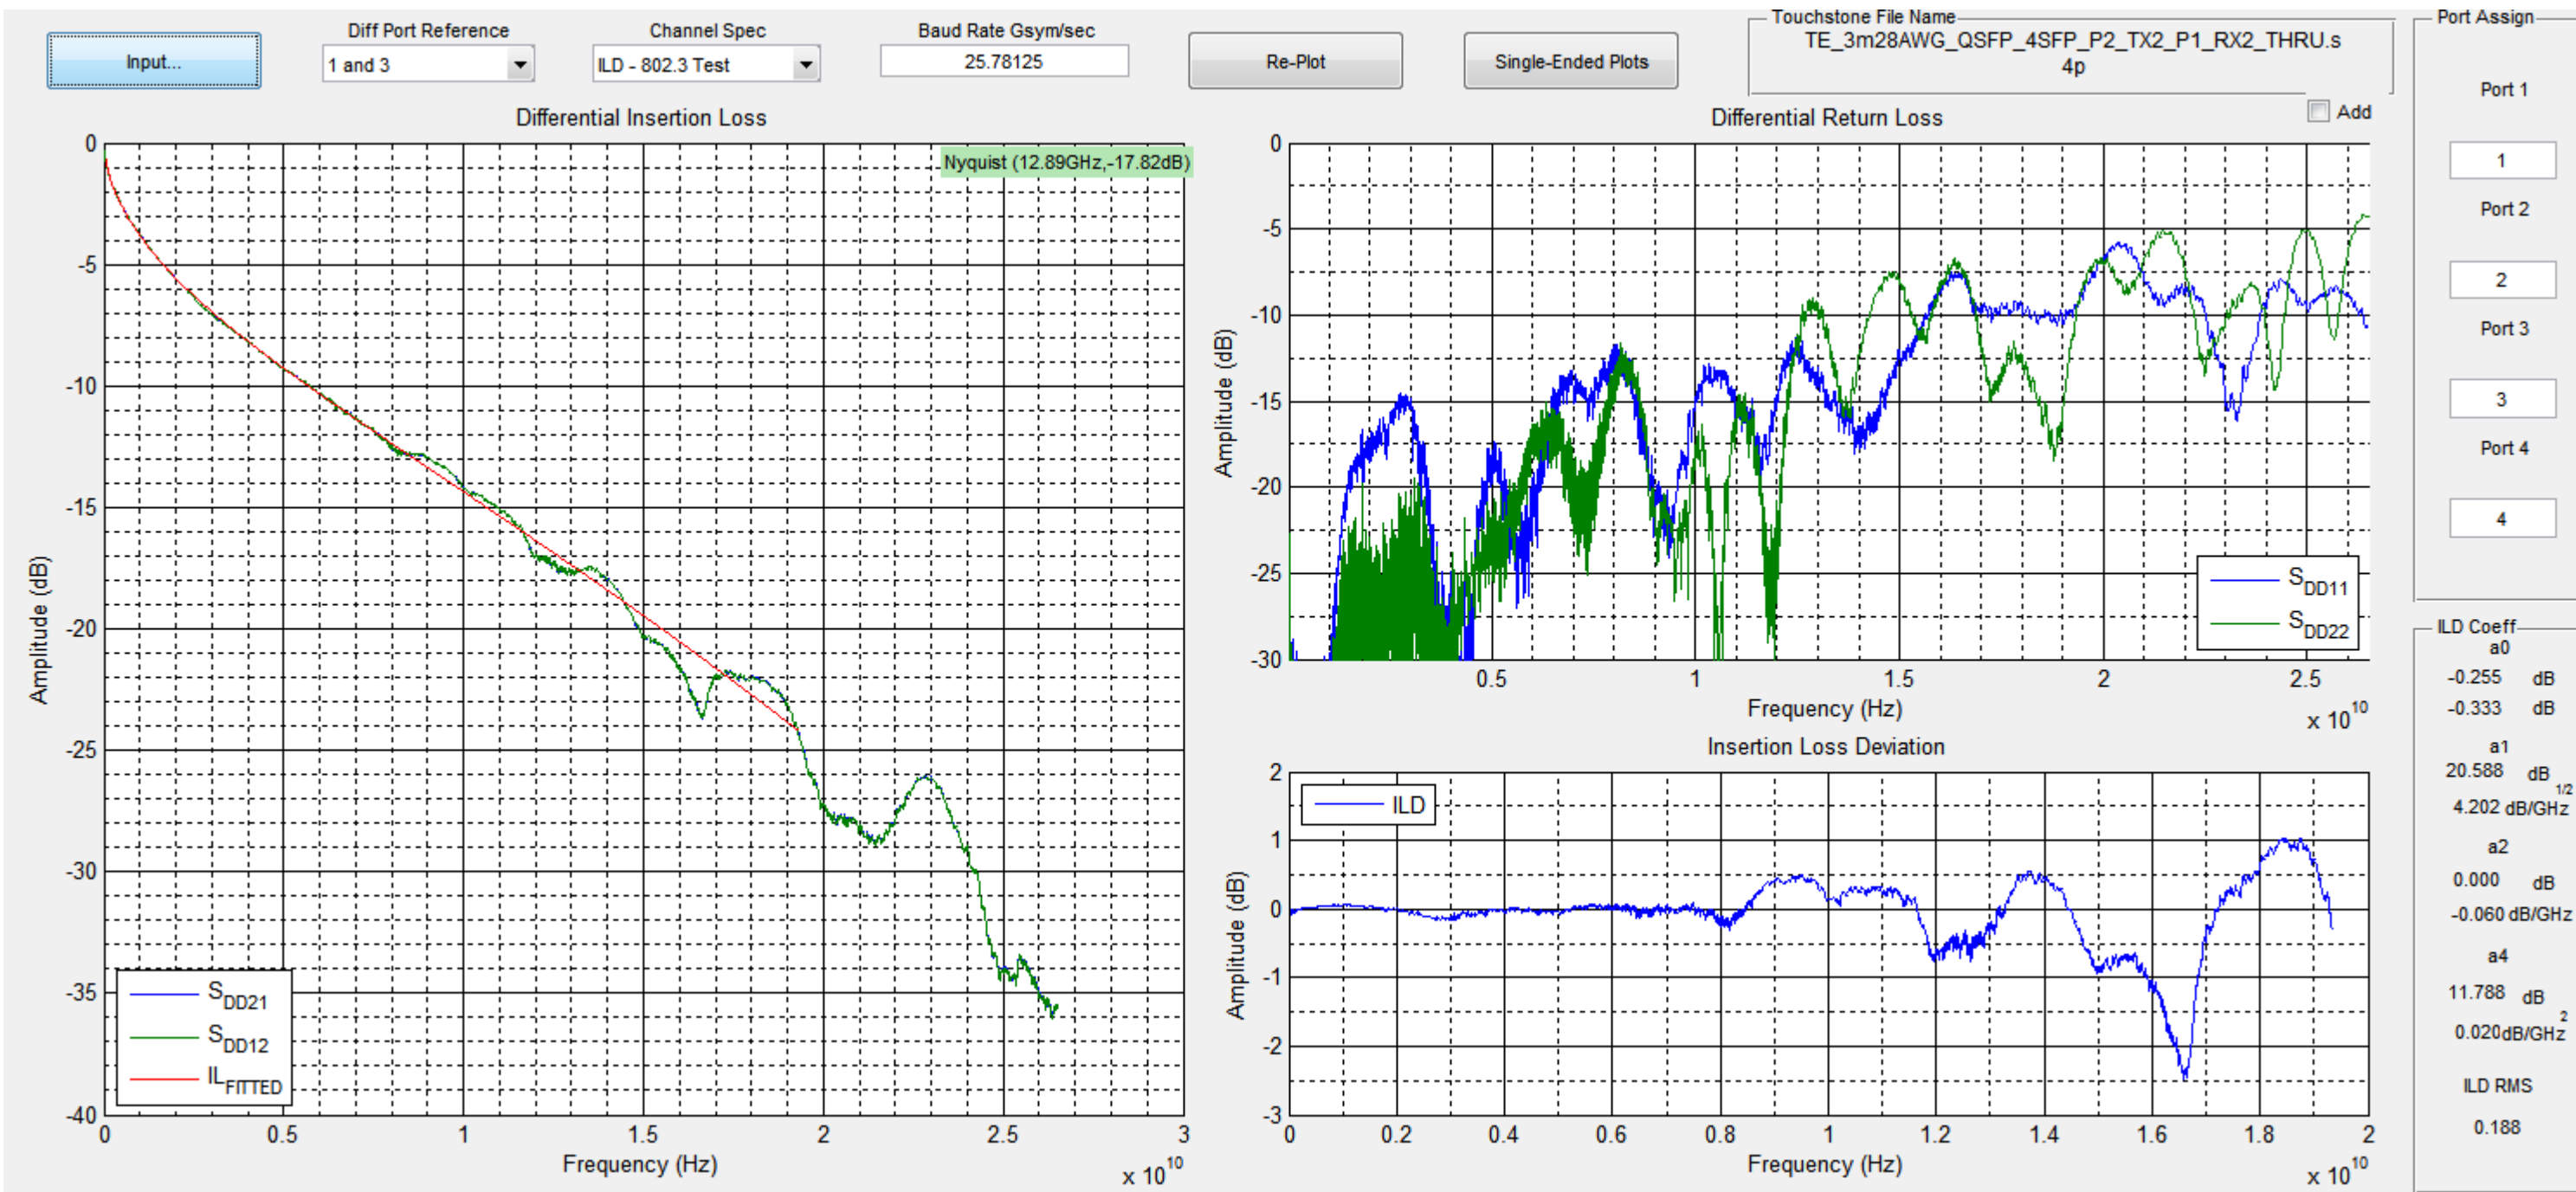 Input...
Diff Port Reference
1 and 3
Channel Spec
ILD - 802.3 Test
Baud Rate Gsym/sec
25.78125
Re-Plot
Single-Ended Plots
Touchstone File Name
TE_3m28AWG_QSFP_4SFP_P2_TX2_P1_RX2_THRU.s
4p
Add
Port Assign
Port 1
1
Port 2
2
Port 3
3
Port 4
4
Differential Insertion Loss
Nyquist (12.89GHz,-17.82dB)
Amplitude (dB)
0
-5
-10
-15
-20
-25
-30
-35
-40
S DD21
S DD12
IL FITTED
0 0.5 1 1.5 2 2.5 3
Frequency (Hz)
x 10^10
Differential Return Loss
Amplitude (dB)
0
-5
-10
-15
-20
-25
-30
S DD11
S DD22
0.5 1 1.5 2 2.5
Frequency (Hz)
x 10^10
Insertion Loss Deviation
Amplitude (dB)
2
1
0
-1
-2
-3
ILD
0 0.2 0.4 0.6 0.8 1 1.2 1.4 1.6 1.8 2
Frequency (Hz)
x 10^10
ILD Coeff
a0
-0.255 dB
-0.333 dB
a1
20.588 dB
4.202 dB/GHz^1/2
a2
0.000 dB
-0.060 dB/GHz
a4
11.788 dB
0.020dB/GHz^2
ILD RMS
0.188